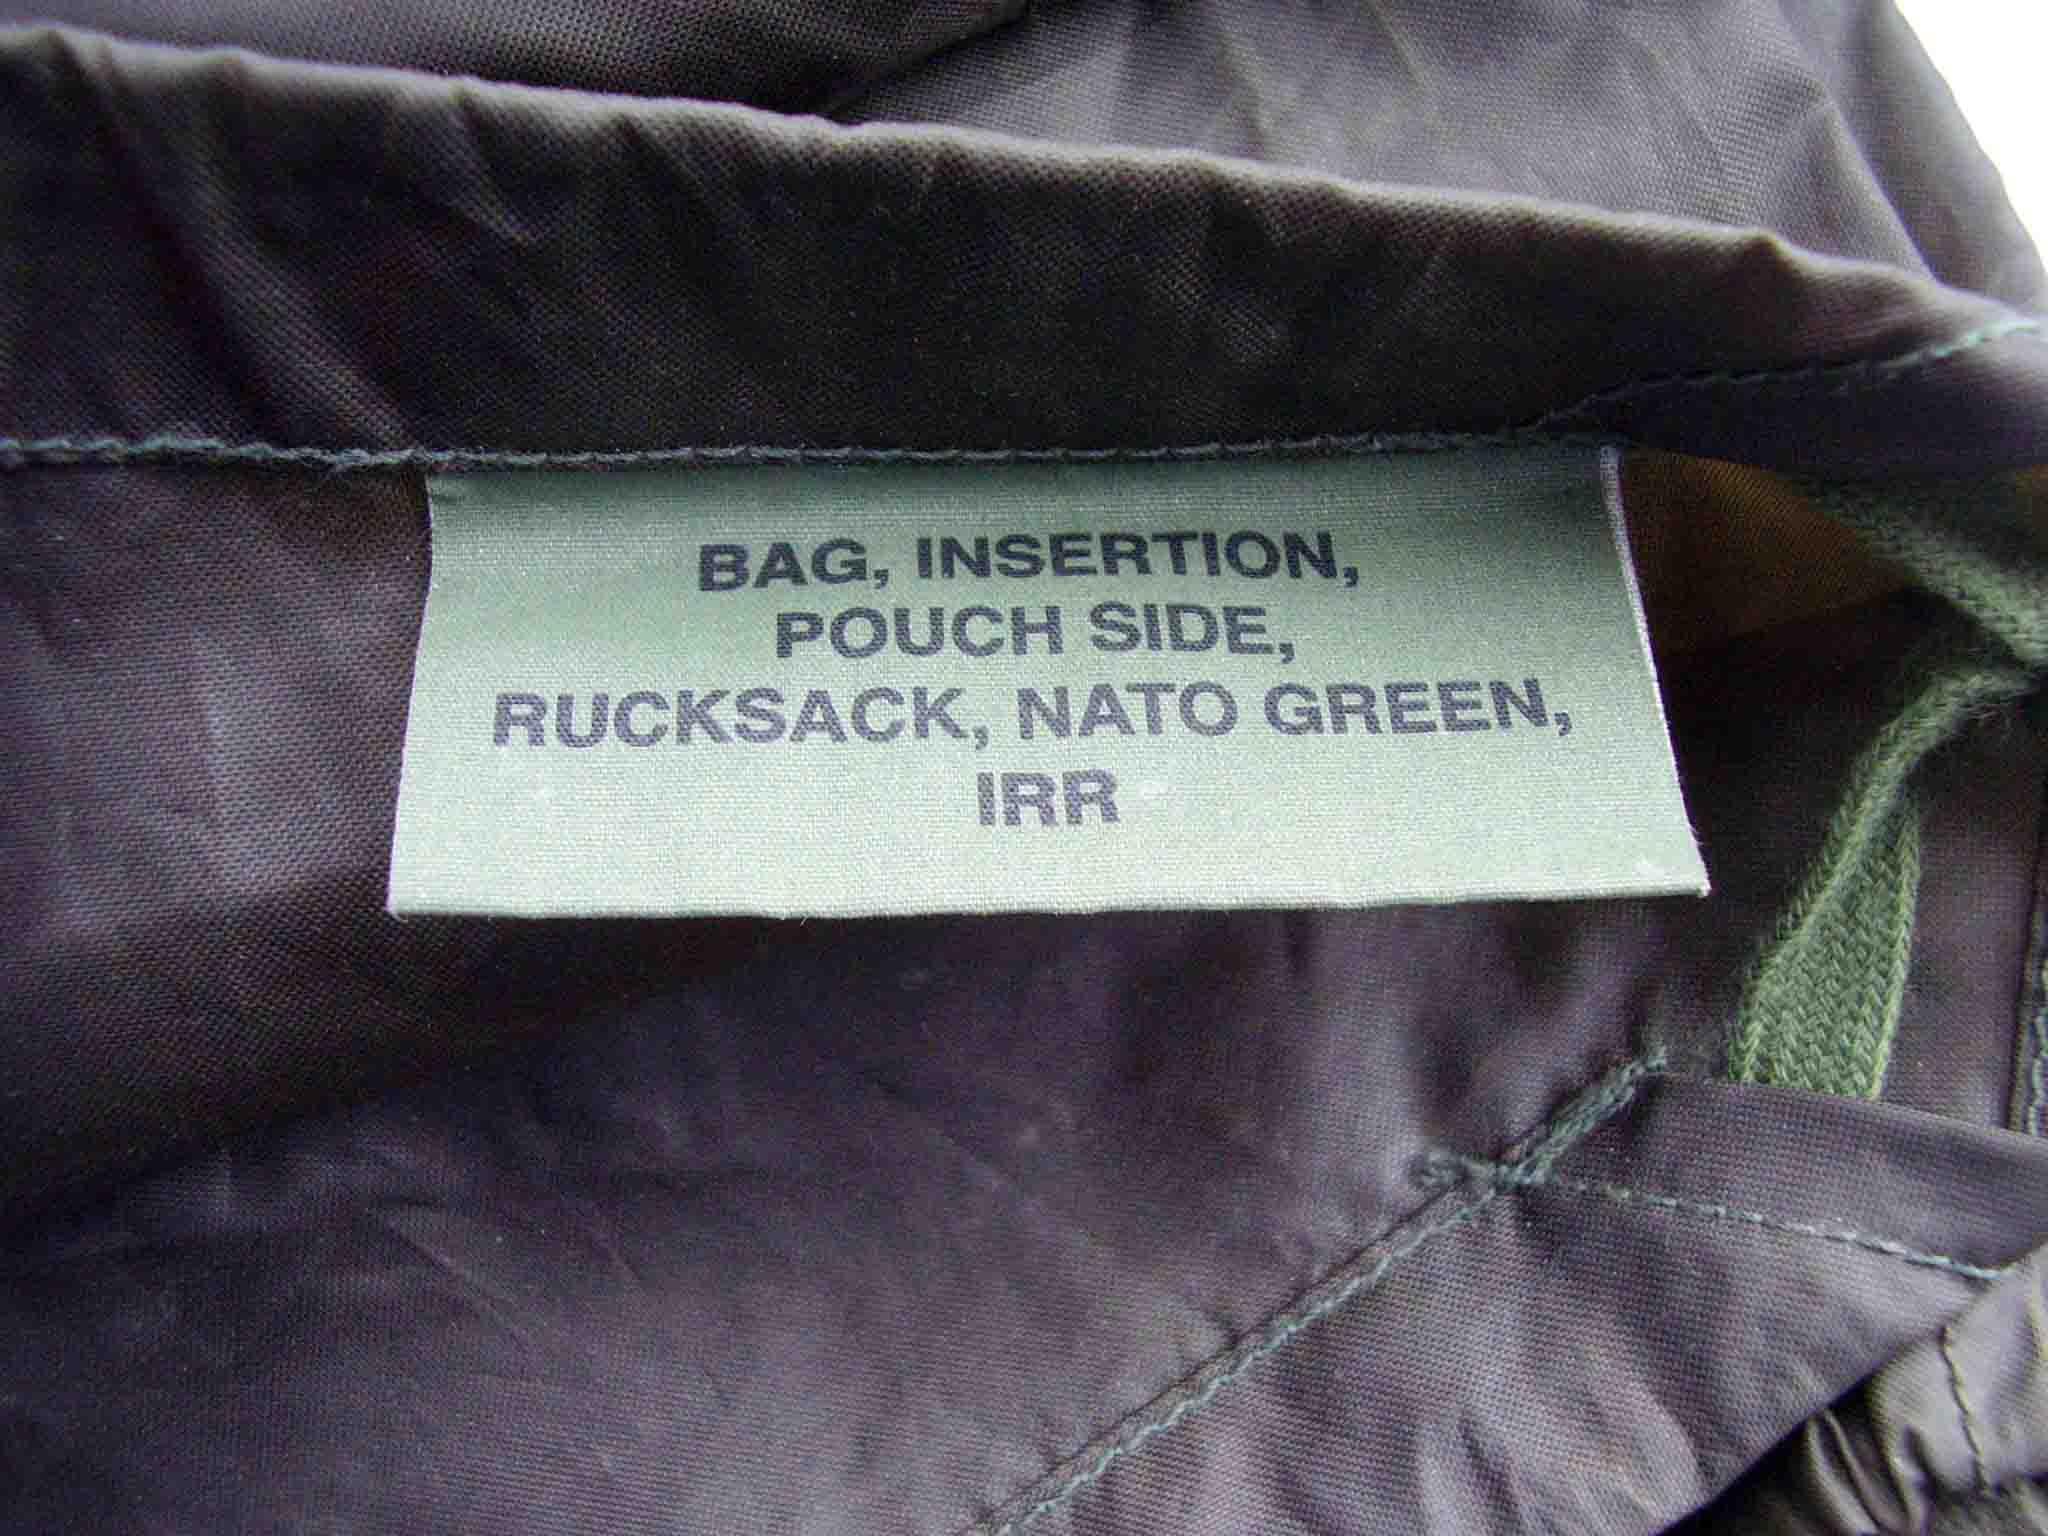 BAG, INSERTION,
POUCH SIDE,
RUCKSACK, NATO GREEN,
IRR